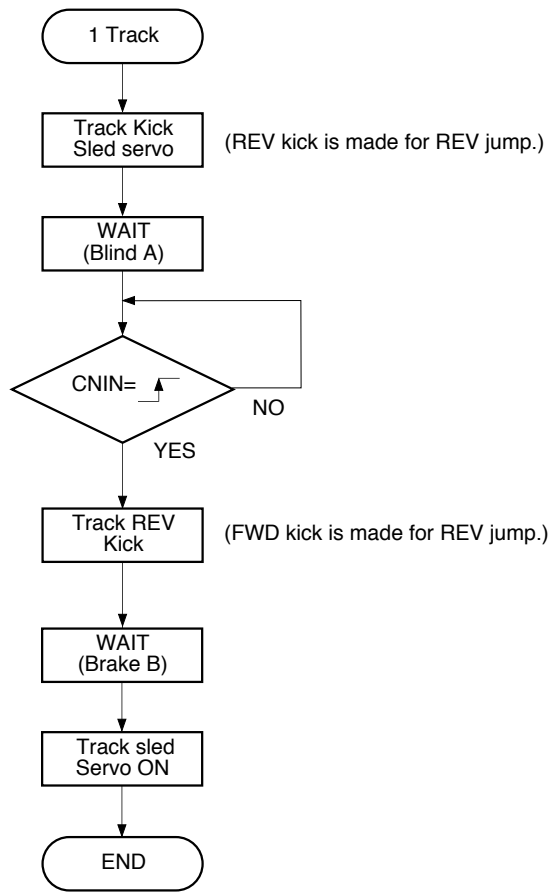 1 Track
Track Kick
Sled servo
(REV kick is made for REV jump.)
WAIT
(Blind A)
CNIN=
NO
YES
Track REV
Kick
(FWD kick is made for REV jump.)
WAIT
(Brake B)
Track sled
Servo ON
END